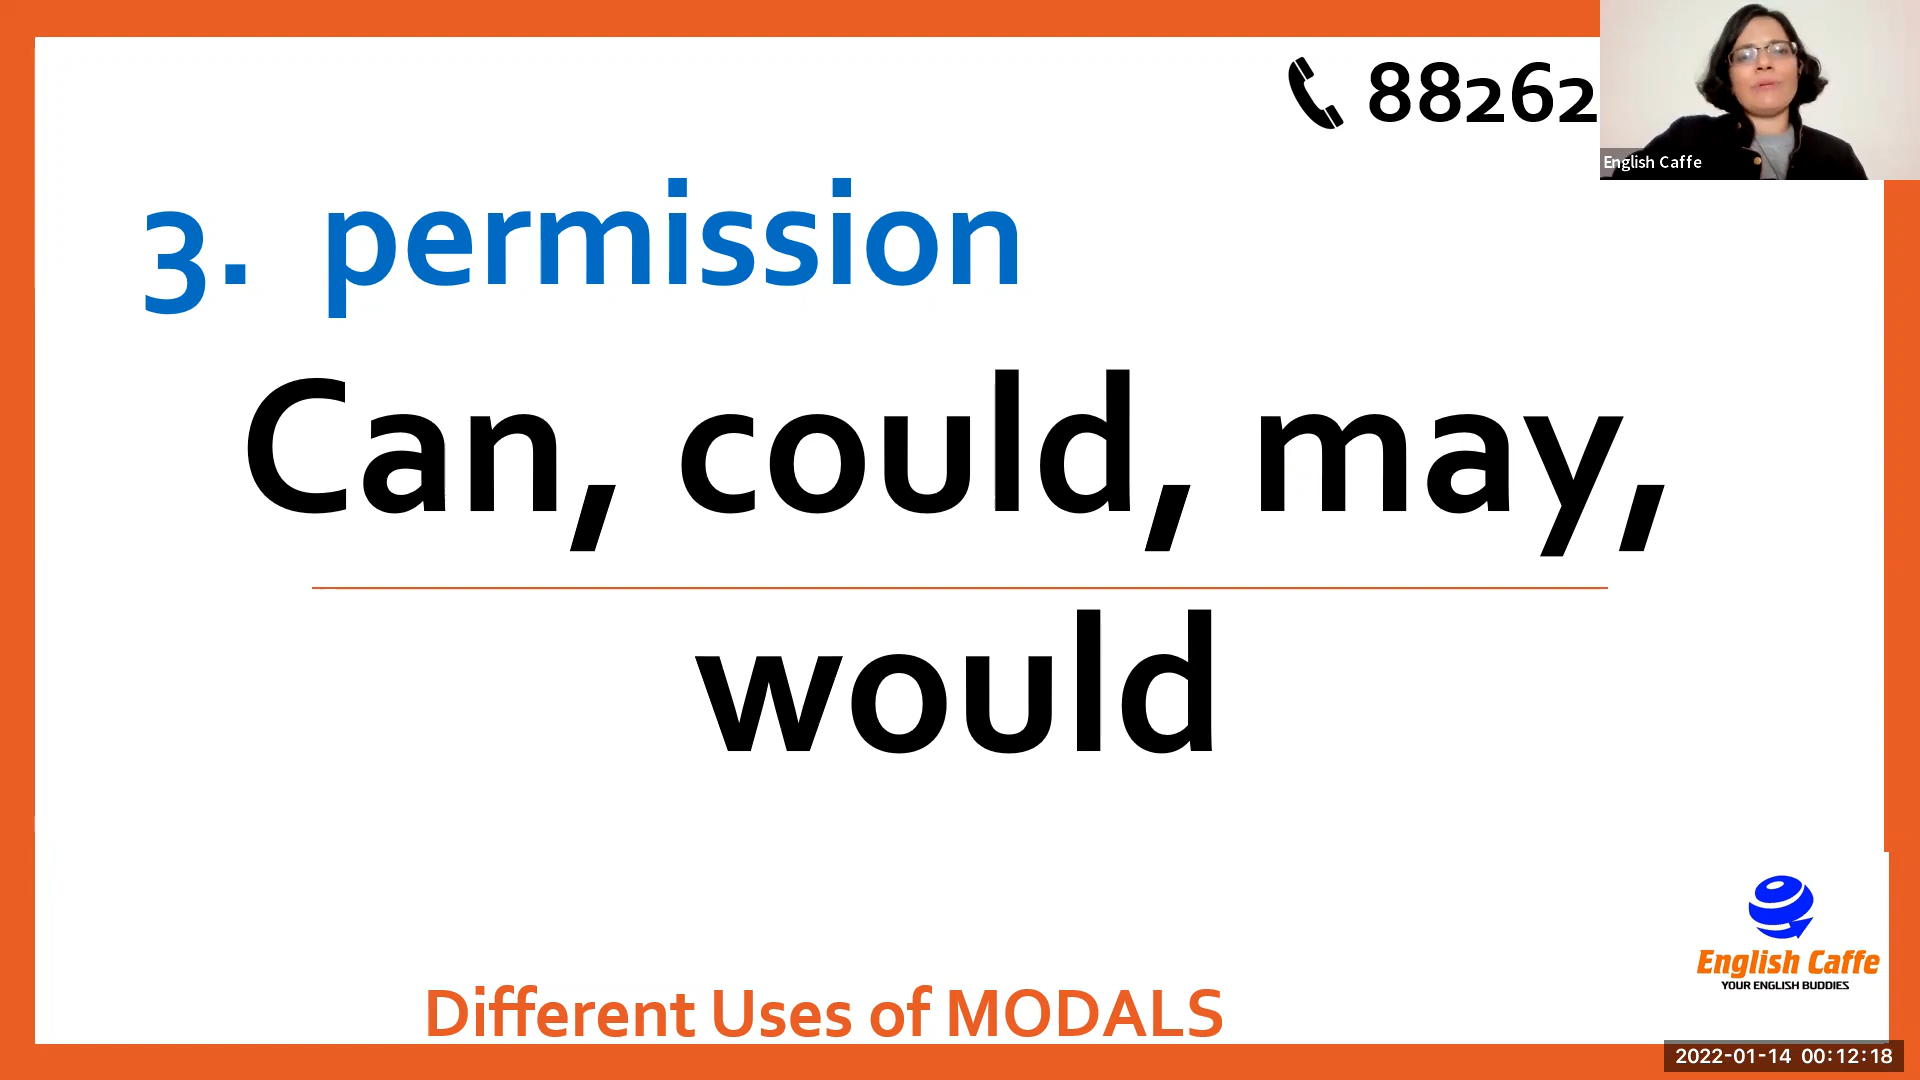 88262
English Caffe
3. permission
Can, could, may,
would
English Caffe
YOUR ENGLISH BUDDIES
Different Uses of MODALS
2022-01-14 00:12:18